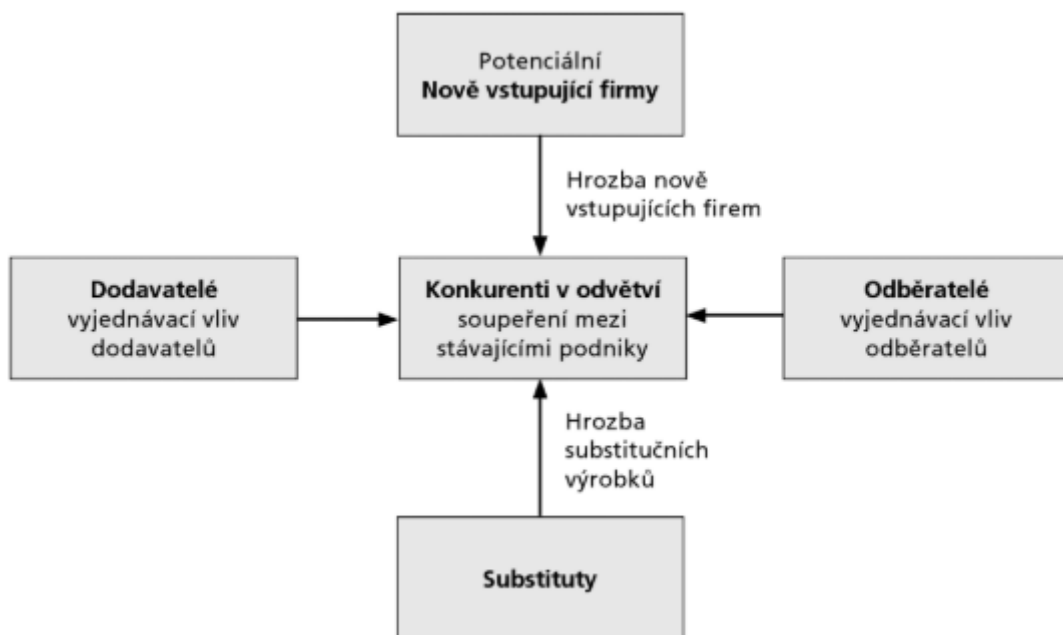 Potenciální
Nově vstupující firmy
Hrozba nově
vstupujících firem
Dodavatelé
vyjednávací vliv
dodavatelů
Konkurenti v odvětví
soupeření mezi
stávajícími podniky
Odběratelé
vyjednávací vliv
odběratelů
Hrozba
substitučních
výrobků
Substituty